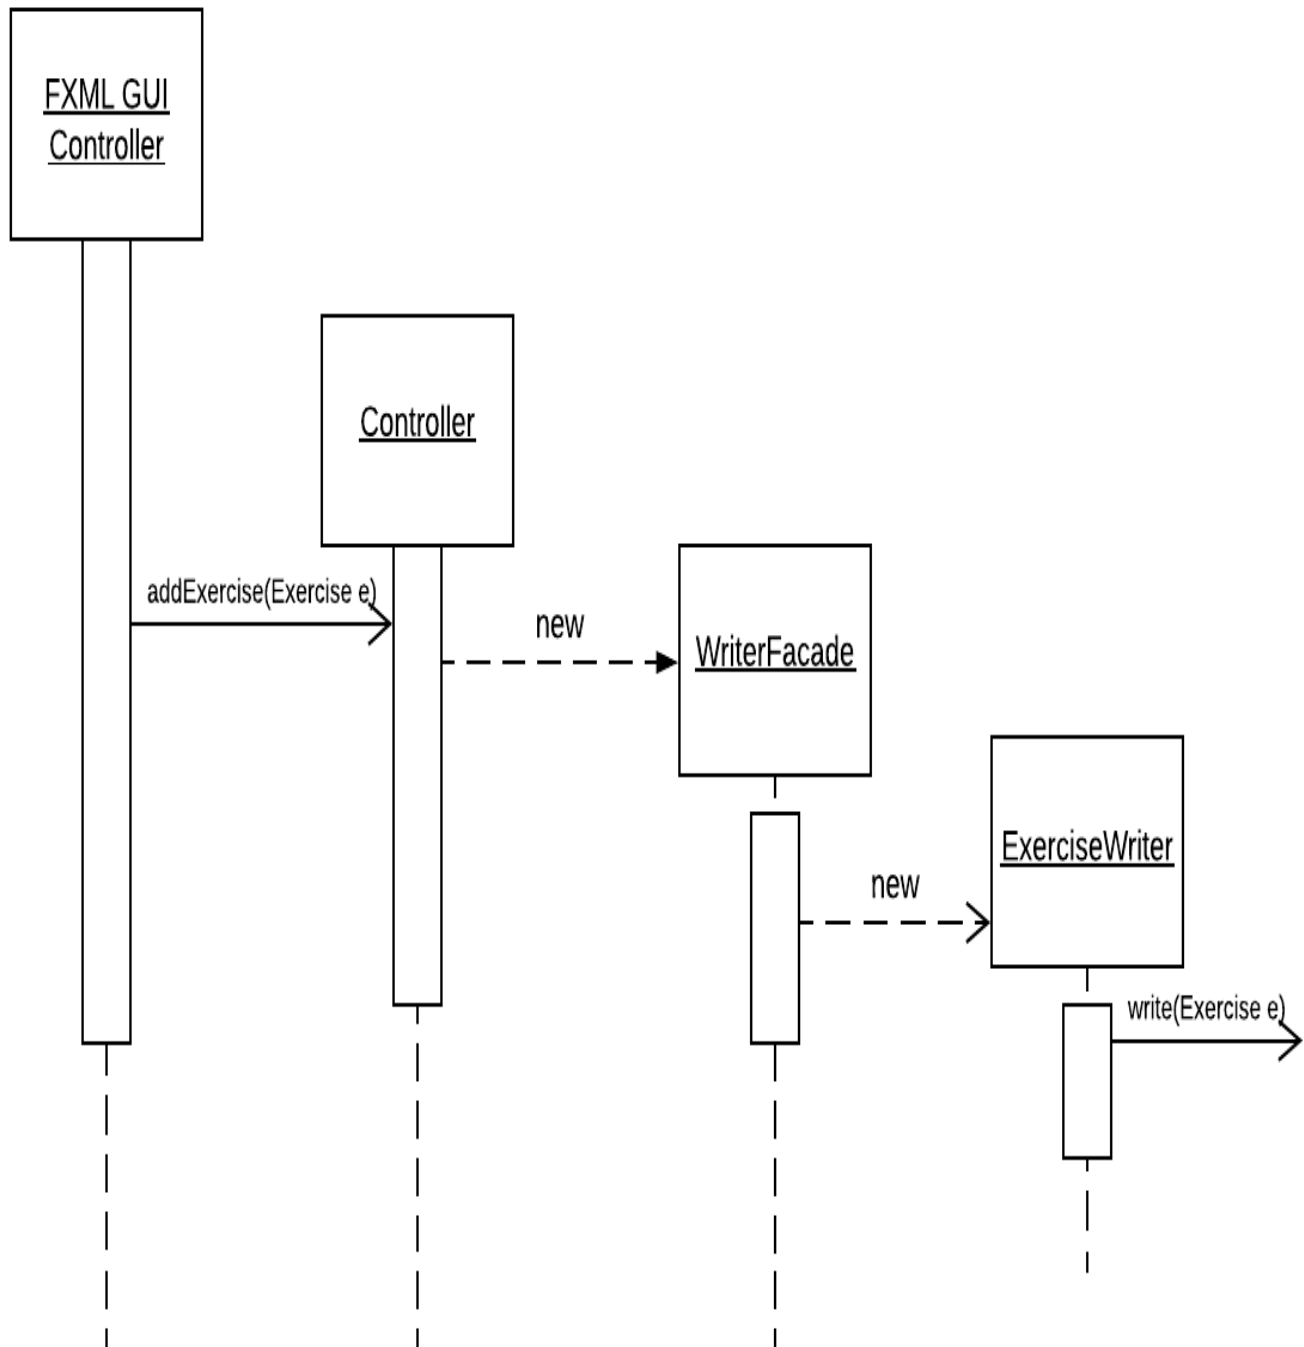 FXML GUI
Controller
Controller
addExercise(Exercise e)
new
WriterFacade
new
ExerciseWriter
write(Exercise e)